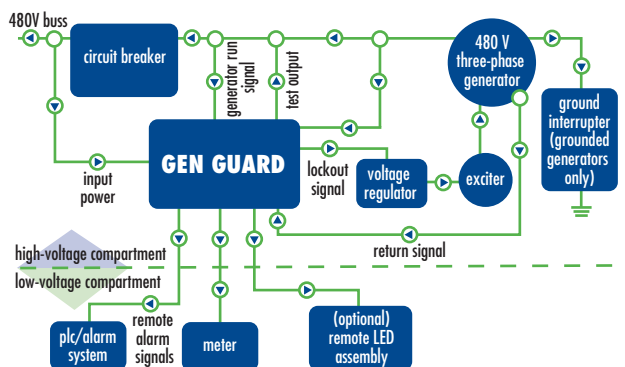 480V buss
circuit breaker
generator run
signal
test output
480 V
three-phase
generator
ground
interrupter
(grounded
generators
only)
GEN GUARD
input
power
lockout
signal
voltage
regulator
exciter
return signal
high-voltage compartment
low-voltage compartment
plc/alarm
system
remote
alarm
signals
meter
(optional)
remote LED
assembly